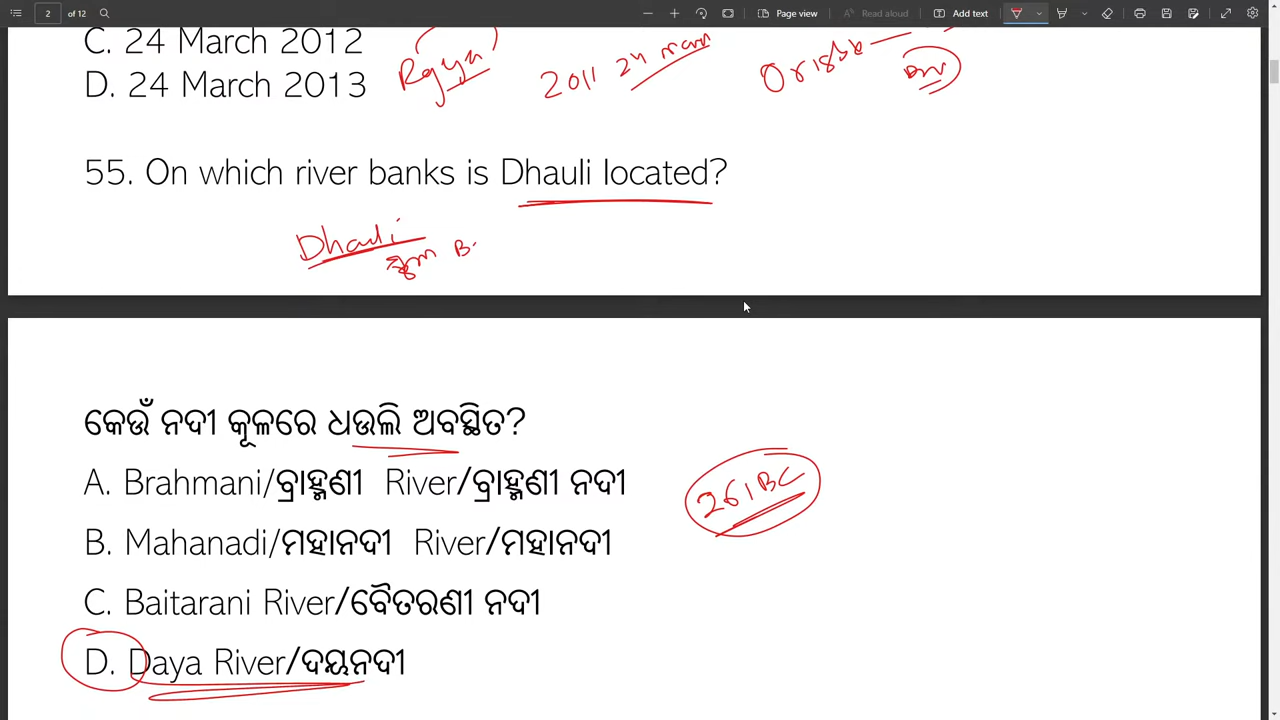 2 of 12 Page view Read aloud Add text
C. 24 March 2012
D. 24 March 2013
Rajya 2011 24 Orissa
55. On which river banks is Dhauli located?
Dhauli
B.
କେଉଁ ନଦୀ କୂଳରେ ଧଉଲି ଅବସ୍ଥିତ?
A. Brahmani/ବ୍ରାହ୍ମଣୀ River/ବ୍ରାହ୍ମଣୀ ନଦୀ
261 BC
B. Mahanadi/ମହାନଦୀ River/ମହାନଦୀ
C. Baitarani River/ବୈତରଣୀ ନଦୀ
D. Daya River/ଦୟାନଦୀ